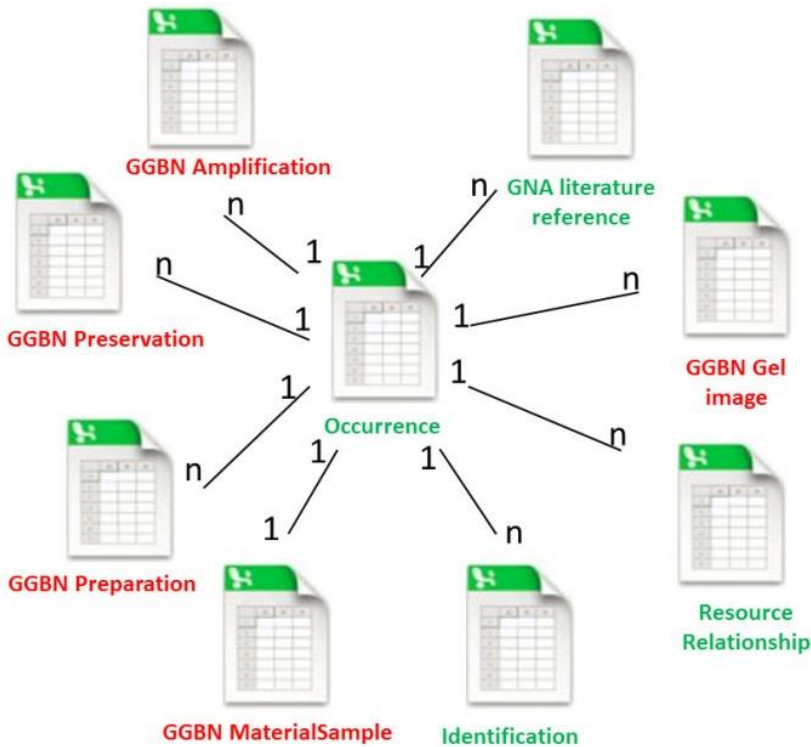 GGBN Amplification
GNA literature
reference
n
n
n
n
1
1
1
1
GGBN Preservation
GGBN Gel
image
1
1
Occurrence
n
n
1
1
1
n
GGBN Preparation
Resource
Relationship
GGBN MaterialSample
Identification